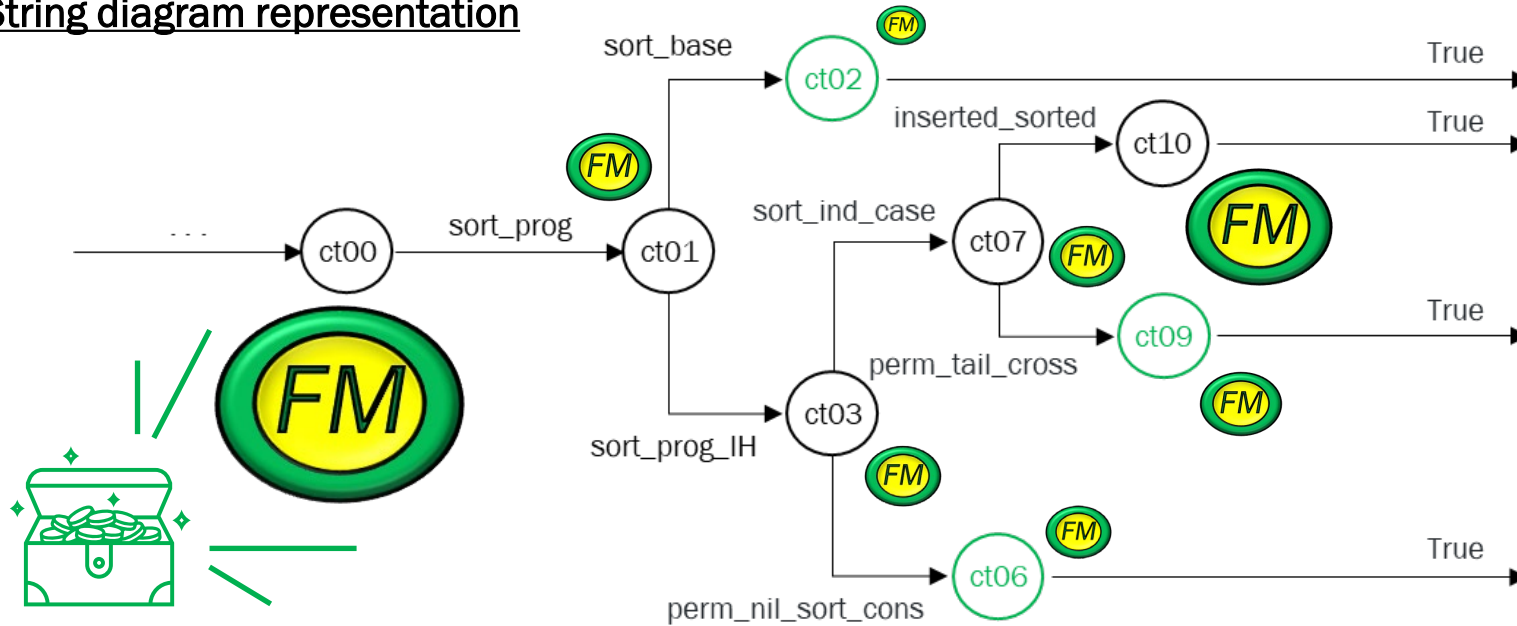 String diagram representation
FM
sort_base
ct02
True
inserted_sorted
ct10
True
FM
sort_ind_case
FM
. . .
ct00
sort_prog
ct01
ct07
FM
True
ct09
perm_tail_cross
FM
FM
ct03
sort_prog_IH
FM
FM
True
ct06
perm_nil_sort_cons